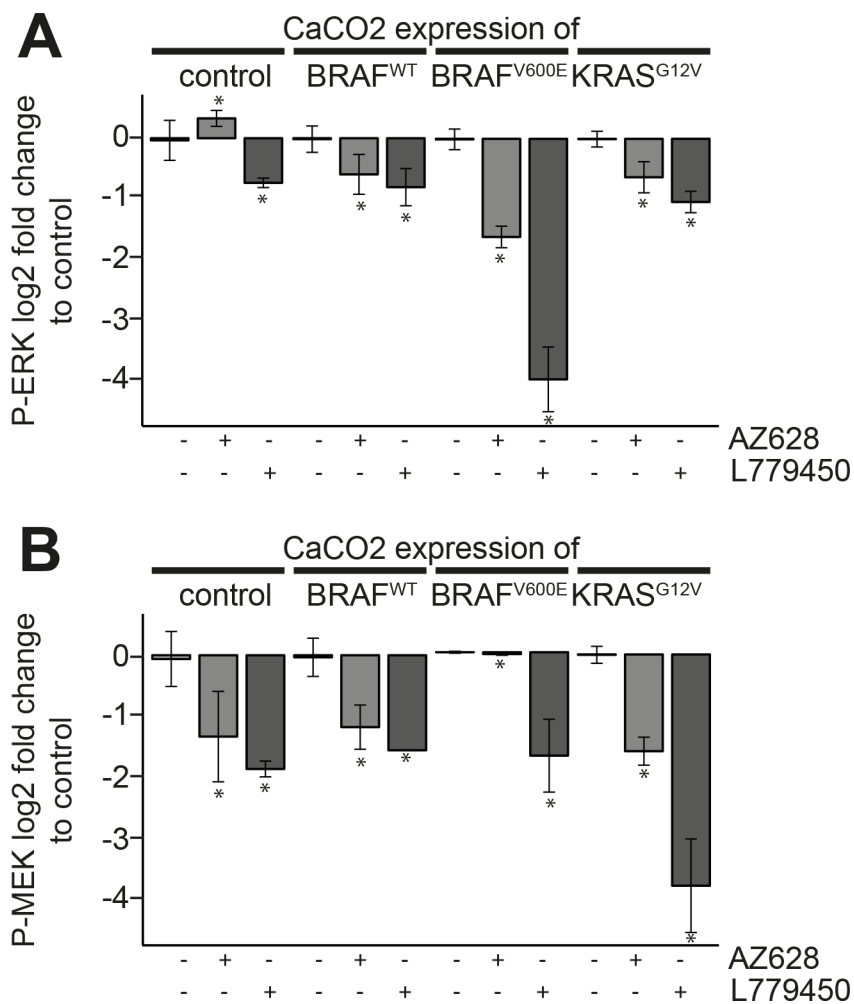 A
CaCO2 expression of
control BRAFWT BRAFV600E KRASG12V
P-ERK log2 fold change
to control
0
-1
-2
-3
-4
* * * * * * * *
- + - - + - - + - - + - AZ628
- - + - - + - - + - - + L779450
B
CaCO2 expression of
control BRAFWT BRAFV600E KRASG12V
P-MEK log2 fold change
to control
0
-1
-2
-3
-4
* * * * * * * *
- + - - + - - + - - + - AZ628
- - + - - + - - + - - + L779450